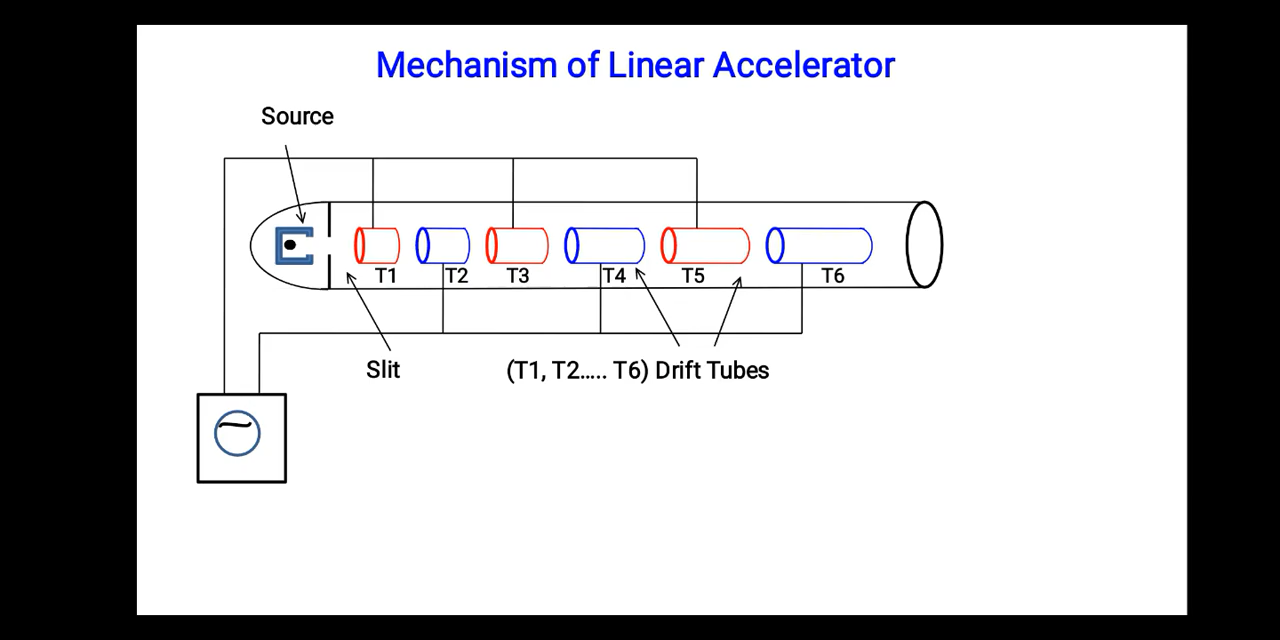 Mechanism of Linear Accelerator
Source
T1 T2 T3 T4 T5 T6
Slit
(T1, T2..... T6) Drift Tubes